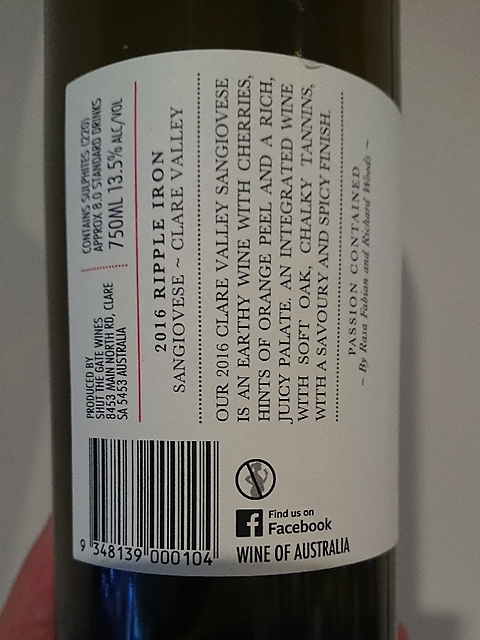 2016 RIPPLE IRON
SANGIOVESE ~ CLARE VALLEY
OUR 2016 CLARE VALLEY SANGIOVESE
IS AN EARTHY WINE WITH CHERRIES,
HINTS OF ORANGE PEEL AND A RICH,
JUICY PALATE. AN INTEGRATED WINE
WITH SOFT OAK, CHALKY TANNINS,
WITH A SAVOURY AND SPICY FINISH.
PASSION CONTAINED
~ By Rasa Fabian and Richard Woods ~
PRODUCED BY
SHUT THE GATE WINES
8453 MAIN NORTH RD, CLARE
SA 5453 AUSTRALIA
CONTAINS SULPHITES (220)
APPROX 8.0 STANDARD DRINKS
750ML 13.5% ALC/VOL
9 348139 000104
Find us on
Facebook
WINE OF AUSTRALIA